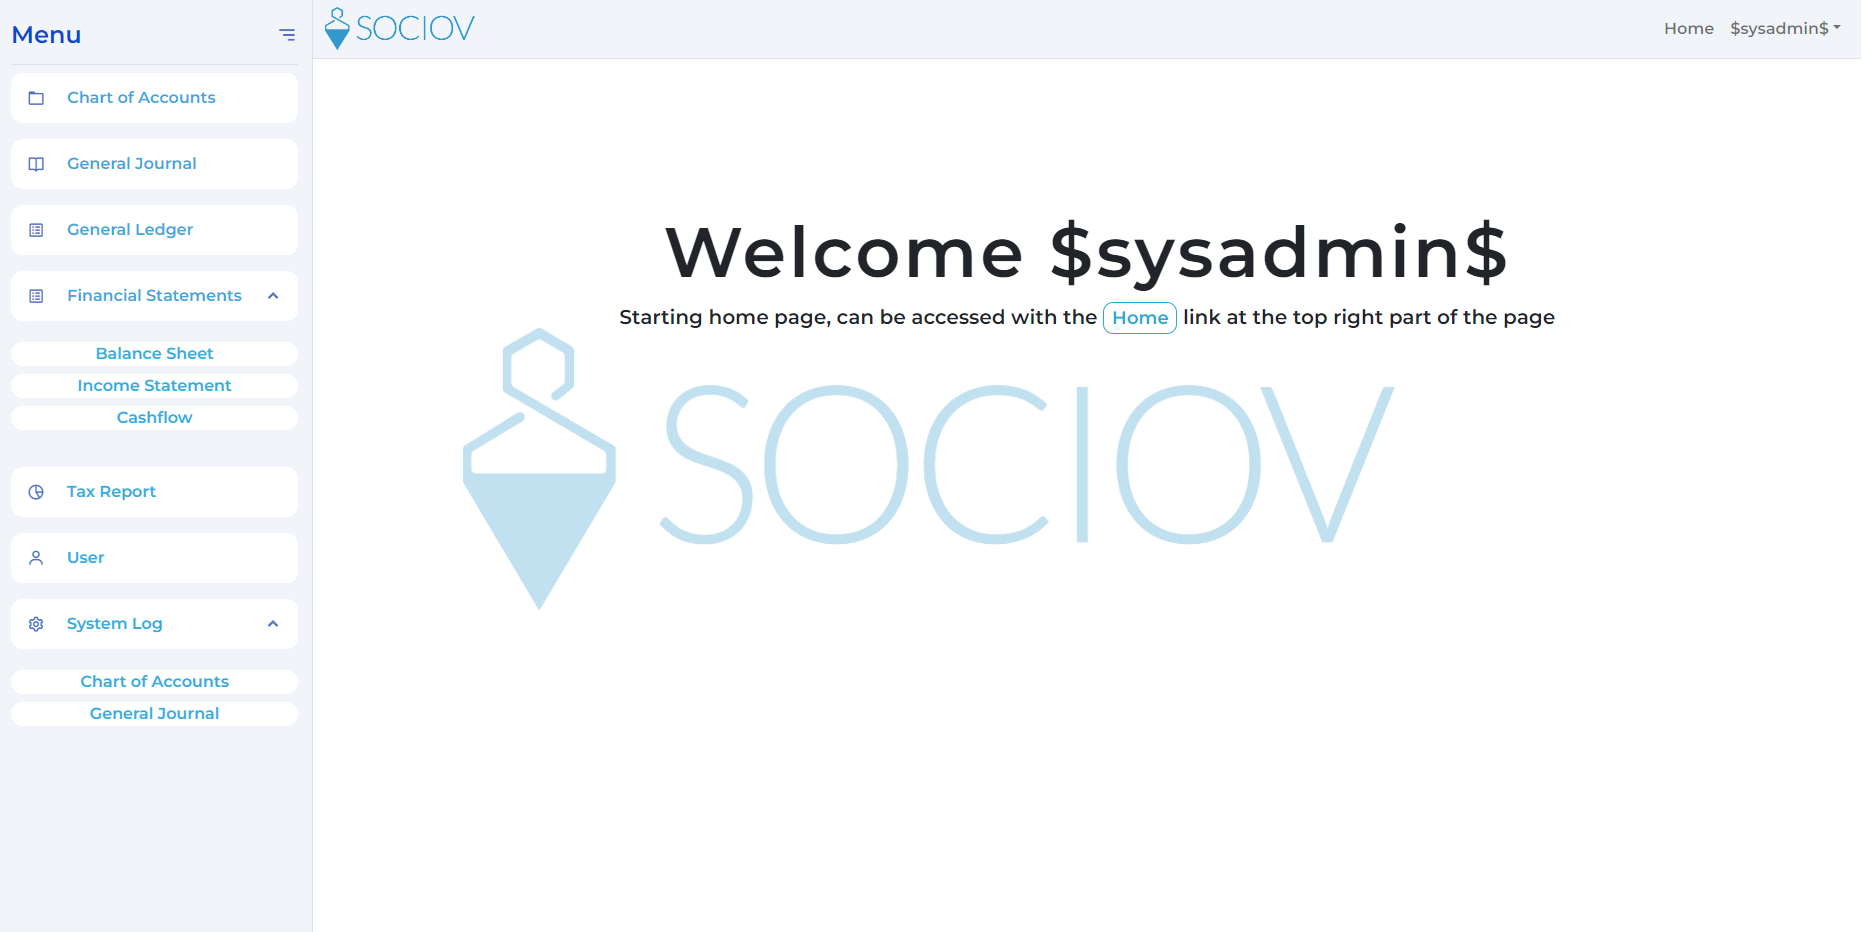 Menu
Chart of Accounts
General Journal
General Ledger
Financial Statements
Balance Sheet
Income Statement
Cashflow
Tax Report
User
System Log
Chart of Accounts
General Journal
SOCIOV
Home $sysadmin$
Welcome $sysadmin$
Starting home page, can be accessed with the Home link at the top right part of the page
SOCIOV